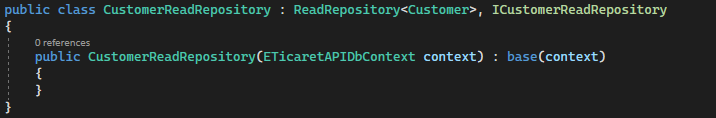 public class CustomerReadRepository : ReadRepository<Customer>, ICustomerReadRepository
{
0 references
public CustomerReadRepository(ETicaretAPIDbContext context) : base(context)
{
}
}